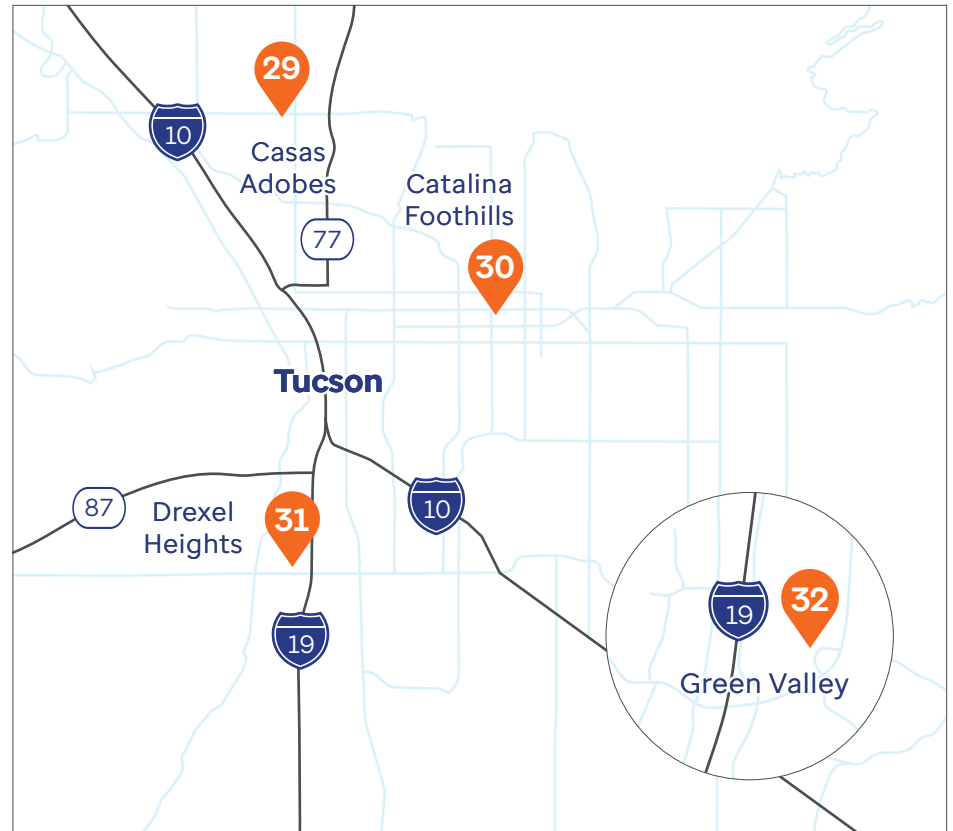 29
10
Casas
Adobes
Catalina
Foothills
77
30
Tucson
87
Drexel
Heights
31
10
19
19
32
Green Valley